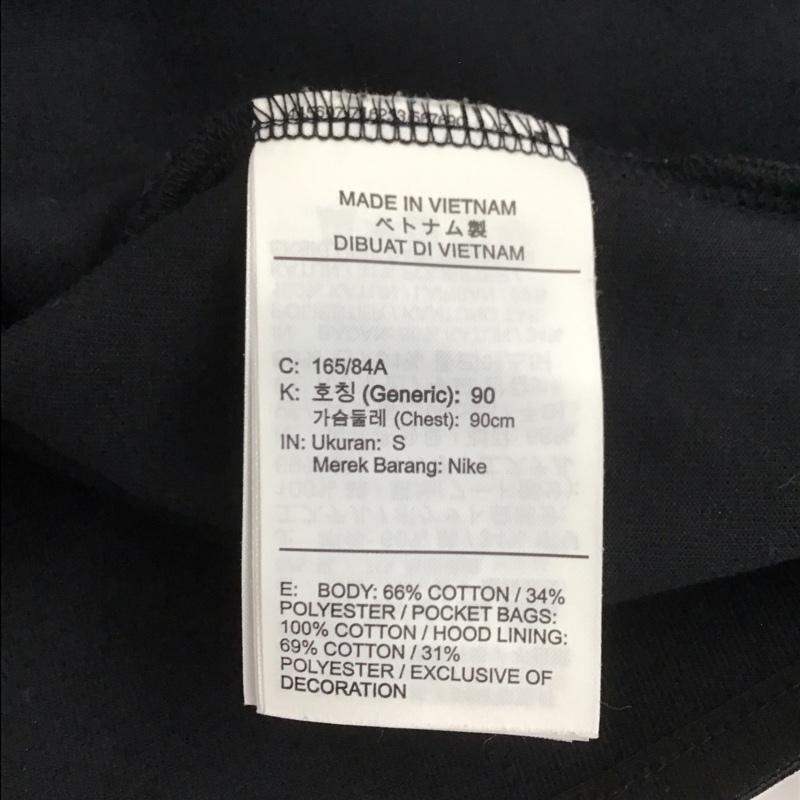 MADE IN VIETNAM
ベトナム製
DIBUAT DI VIETNAM
C: 165/84A
K: 호칭 (Generic): 90
가슴둘레 (Chest): 90cm
IN: Ukuran: S
Merek Barang: Nike
E: BODY: 66% COTTON / 34%
POLYESTER / POCKET BAGS:
100% COTTON / HOOD LINING:
69% COTTON / 31%
POLYESTER / EXCLUSIVE OF
DECORATION